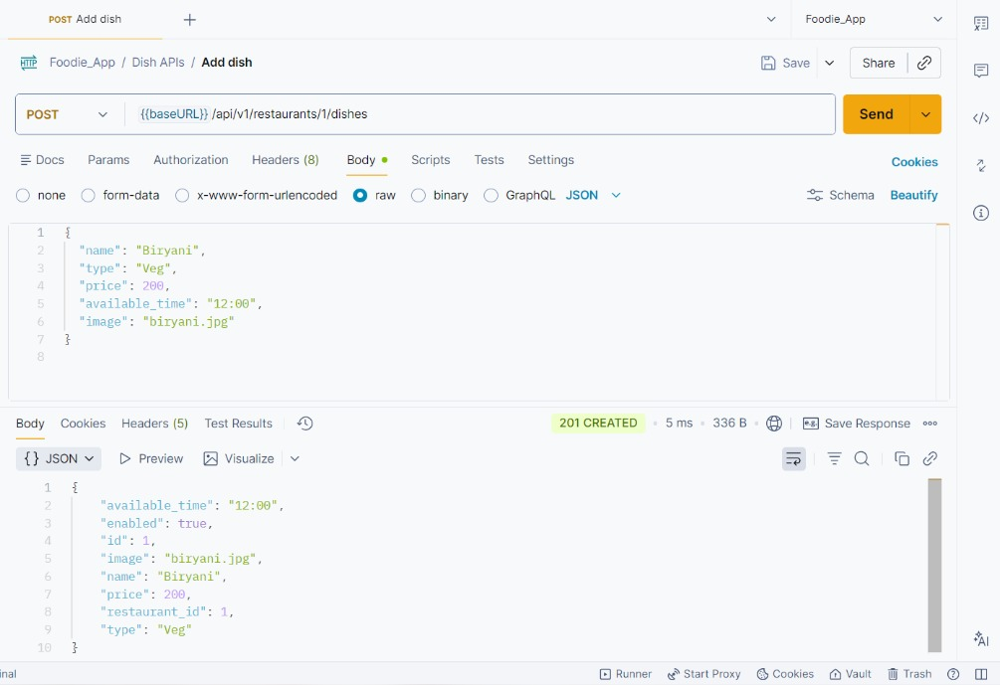 POST Add dish
Foodie_App
HTTP Foodie_App / Dish APIs / Add dish
Save
Share
POST
{{baseURL}} /api/v1/restaurants/1/dishes
Send
Docs Params Authorization Headers (8) Body Scripts Tests Settings Cookies
none form-data x-www-form-urlencoded raw binary GraphQL JSON Schema Beautify
1 {
2 "name": "Biryani",
3 "type": "Veg",
4 "price": 200,
5 "available_time": "12:00",
6 "image": "biryani.jpg"
7 }
8
Body Cookies Headers (5) Test Results 201 CREATED • 5 ms • 336 B • e.g. Save Response
{} JSON Preview Visualize
1 {
2 "available_time": "12:00",
3 "enabled": true,
4 "id": 1,
5 "image": "biryani.jpg",
6 "name": "Biryani",
7 "price": 200,
8 "restaurant_id": 1,
9 "type": "Veg"
10 }
AI
inal Runner Start Proxy Cookies Vault Trash